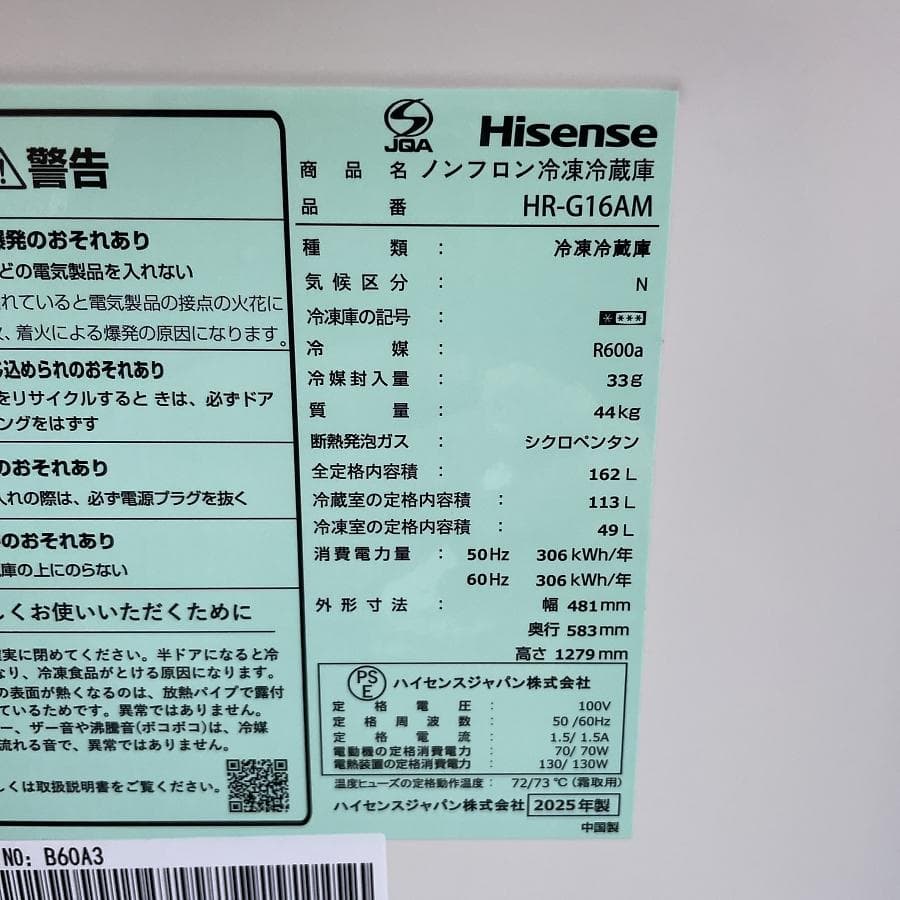 警告
爆発のおそれあり
どの電気製品を入れない
れていると電気製品の接点の火花に
、着火による爆発の原因になります。
込められのおそれあり
をリサイクルするときは、必ずドア
ングをはずす
のおそれあり
入れの際は、必ず電源プラグを抜く
のおそれあり
庫の上にのらない
しくお使いいただくために
実に閉めてください。半ドアになると冷
なり、冷凍食品がとける原因になります。
の表面が熱くなるのは、放熱パイプで露付
ているためです。異常ではありません。
ー、ザー音や沸騰音(ボコボコ)は、冷媒
流れる音で、異常ではありません。
しくは取扱説明書をご覧ください。
JQA
Hisense
商品名 ノンフロン冷凍冷蔵庫
品番 HR-G16AM
種類 : 冷凍冷蔵庫
気候区分 : N
冷凍庫の記号 : * ***
冷媒 : R600a
冷媒封入量 : 33g
質量 : 44kg
断熱発泡ガス : シクロペンタン
全定格内容積 : 162 L
冷蔵室の定格内容積 : 113 L
冷凍室の定格内容積 : 49 L
消費電力量 : 50Hz 306 kWh/年
60Hz 306 kWh/年
外形寸法 : 幅 481mm
奥行 583mm
高さ 1279mm
PSE ハイセンスジャパン株式会社
定格電圧 : 100V
定格周波数 : 50/60Hz
定格電流 : 1.5/ 1.5A
電動機の定格消費電力 : 70/ 70W
電熱装置の定格消費電力 : 130/ 130W
温度ヒューズの定格動作温度 : 72/73 ℃ (霜取用)
ハイセンスジャパン株式会社 2025年製
中国製
NO: B60A3